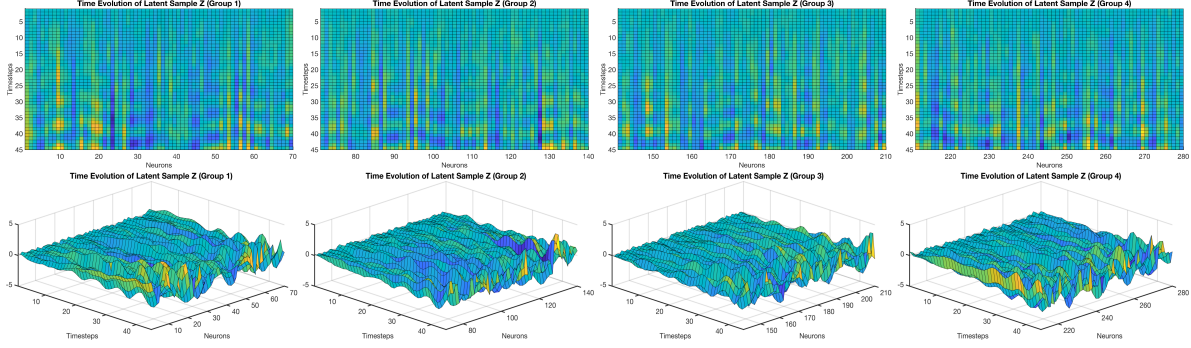 Time Evolution of Latent Sample Z (Group 1)
Time Evolution of Latent Sample Z (Group 2)
Time Evolution of Latent Sample Z (Group 3)
Time Evolution of Latent Sample Z (Group 4)
Timesteps
5
10
15
20
25
30
35
40
45
10 20 30 40 50 60 70
Neurons
Timesteps
5
10
15
20
25
30
35
40
45
80 90 100 110 120 130 140
Neurons
Timesteps
5
10
15
20
25
30
35
40
45
150 160 170 180 190 200 210
Neurons
Timesteps
5
10
15
20
25
30
35
40
45
220 230 240 250 260 270 280
Neurons
Time Evolution of Latent Sample Z (Group 1)
Time Evolution of Latent Sample Z (Group 2)
Time Evolution of Latent Sample Z (Group 3)
Time Evolution of Latent Sample Z (Group 4)
5
0
-5
10 20 30 40
Timesteps
10 20 30 40 50 60 70
Neurons
5
0
-5
10 20 30 40
Timesteps
80 100 120 140
Neurons
5
0
-5
10 20 30 40
Timesteps
150 160 170 180 190 200 210
Neurons
5
0
-5
10 20 30 40
Timesteps
220 240 260 280
Neurons